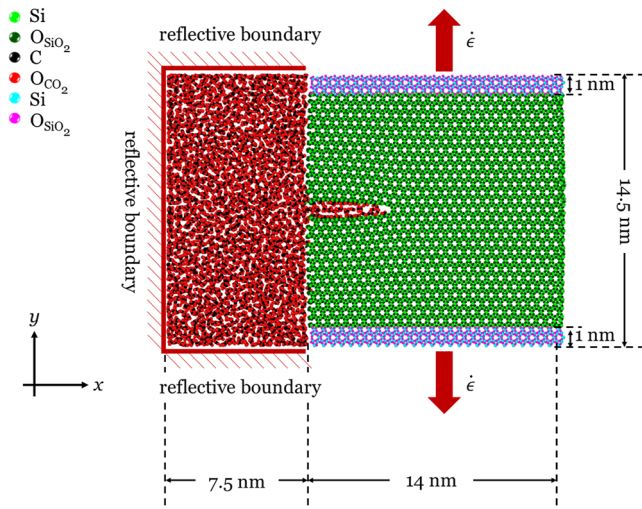 Si
O_SiO₂
C
O_CO₂
Si
O_SiO₂
reflective boundary
ϵ̇
1 nm
reflective boundary
14.5 nm
1 nm
y
x
reflective boundary
ϵ̇
7.5 nm
14 nm